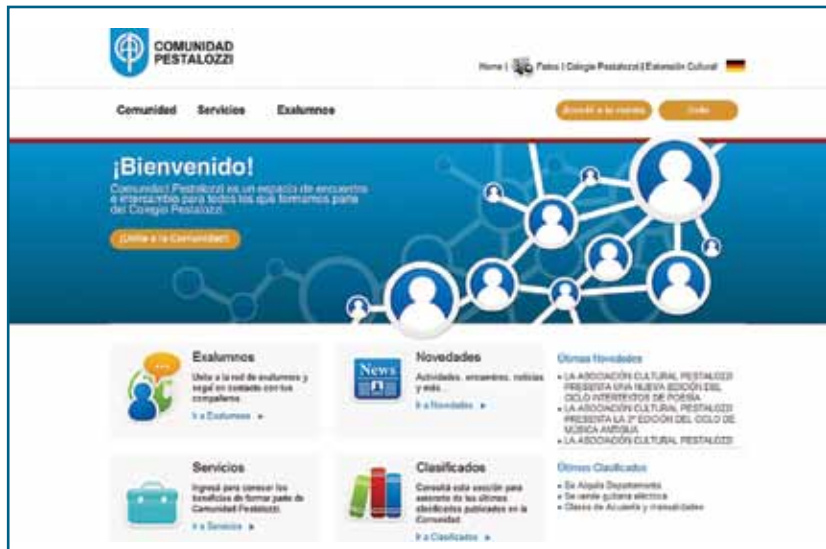 COMUNIDAD
PESTALOZZI
Home | Fotos | Colegio Pestalozzi | Extensión Cultural
Comunidad Servicios Exalumnos
Accedé a tu cuenta Unite
¡Bienvenido!
Comunidad Pestalozzi es un espacio de encuentro
e intercambio para todos los que formamos parte
del Colegio Pestalozzi.
¡Unite a la Comunidad!
Exalumnos
Unite a la red de exalumnos y
seguí en contacto con tus
compañeros.
Ir a Exalumnos
News
Novedades
Actividades, encuentros, noticias
y más...
Ir a Novedades
Últimas Novedades
LA ASOCIACIÓN CULTURAL PESTALOZZI
PRESENTA UNA NUEVA EDICIÓN DEL
CICLO INTERTEXTOS DE POESÍA
LA ASOCIACIÓN CULTURAL PESTALOZZI
PRESENTA LA 2ª EDICIÓN DEL CICLO DE
MÚSICA ANTIGUA
LA ASOCIACIÓN CULTURAL PESTALOZZI
Servicios
Ingresá para conocer los
beneficios de formar parte de
Comunidad Pestalozzi.
Ir a Servicios
Clasificados
Consultá esta sección para
enterarte de los últimos
clasificados publicados en la
Comunidad.
Ir a Clasificados
Últimos Clasificados
Se Alquila Departamento
Se vende guitarra eléctrica
Clases de Acuarela y manualidades